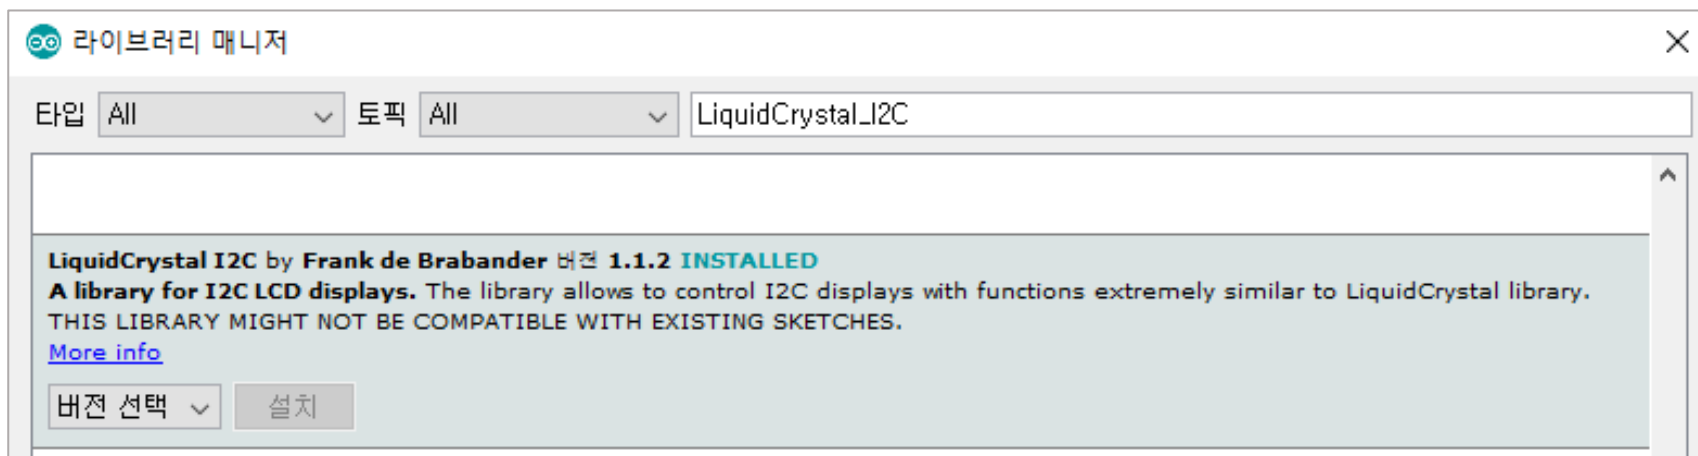 라이브러리 매니저
타입 All 토픽 All LiquidCrystal_I2C
LiquidCrystal I2C by Frank de Brabander 버전 1.1.2 INSTALLED
A library for I2C LCD displays. The library allows to control I2C displays with functions extremely similar to LiquidCrystal library.
THIS LIBRARY MIGHT NOT BE COMPATIBLE WITH EXISTING SKETCHES.
More info
버전 선택 설치